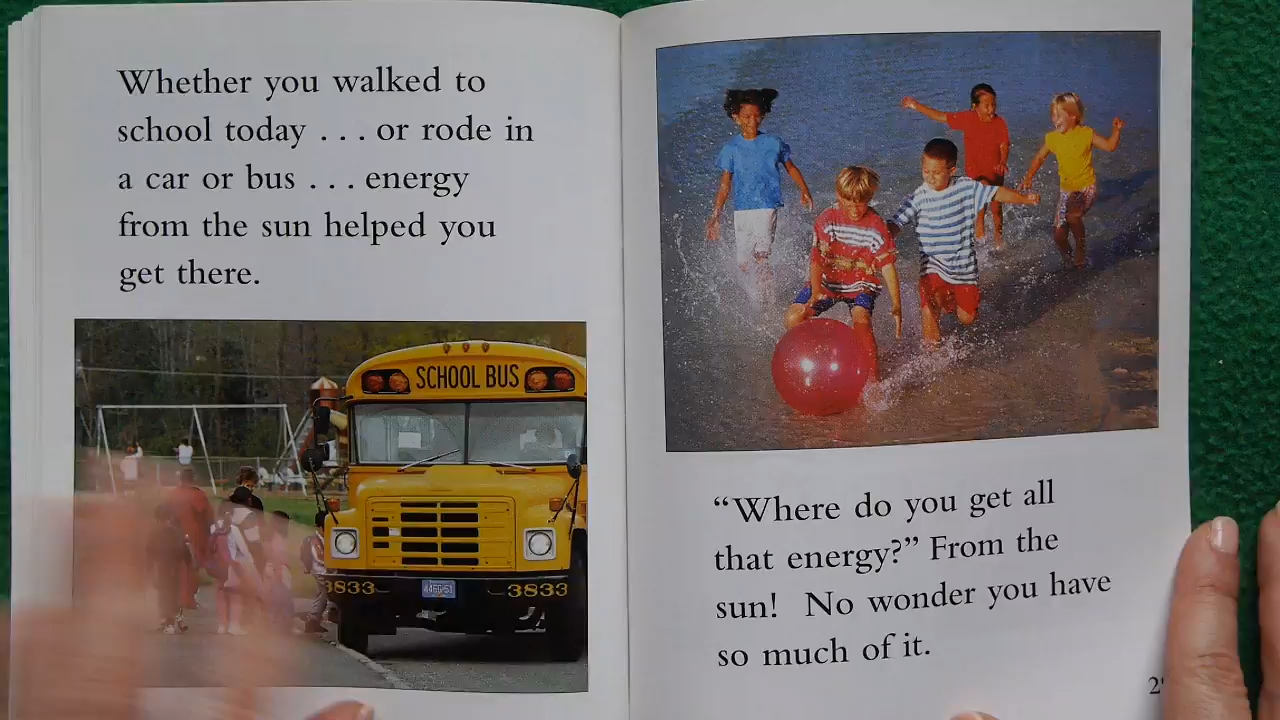 Whether you walked to
school today . . . or rode in
a car or bus . . . energy
from the sun helped you
get there.
SCHOOL BUS
3833
3833
“Where do you get all
that energy?” From the
sun! No wonder you have
so much of it.